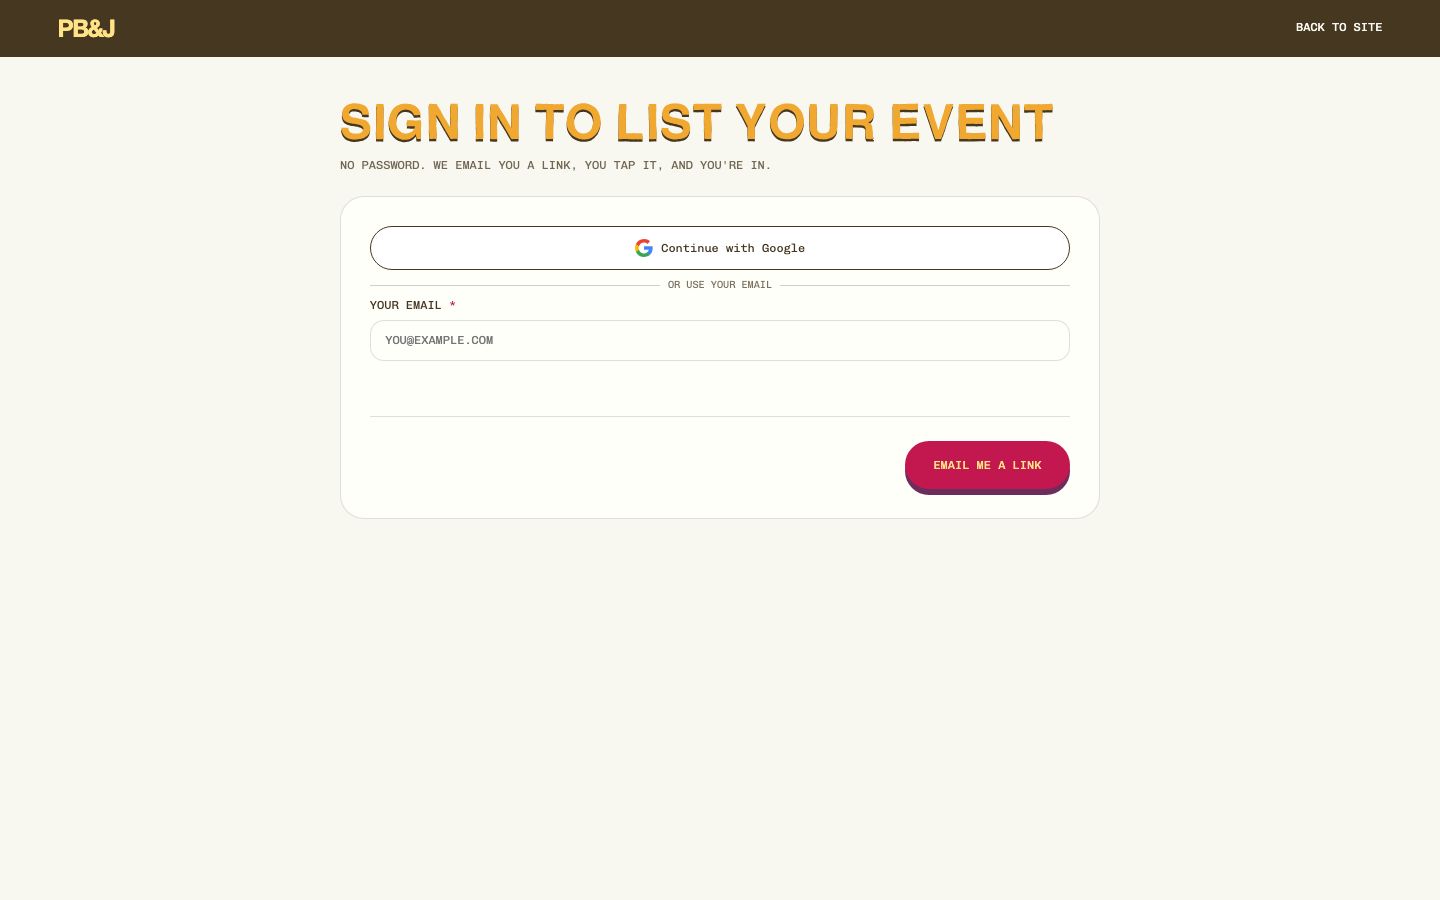 PB&J
BACK TO SITE
SIGN IN TO LIST YOUR EVENT
NO PASSWORD. WE EMAIL YOU A LINK, YOU TAP IT, AND YOU'RE IN.
Continue with Google
OR USE YOUR EMAIL
YOUR EMAIL *
YOU@EXAMPLE.COM
EMAIL ME A LINK